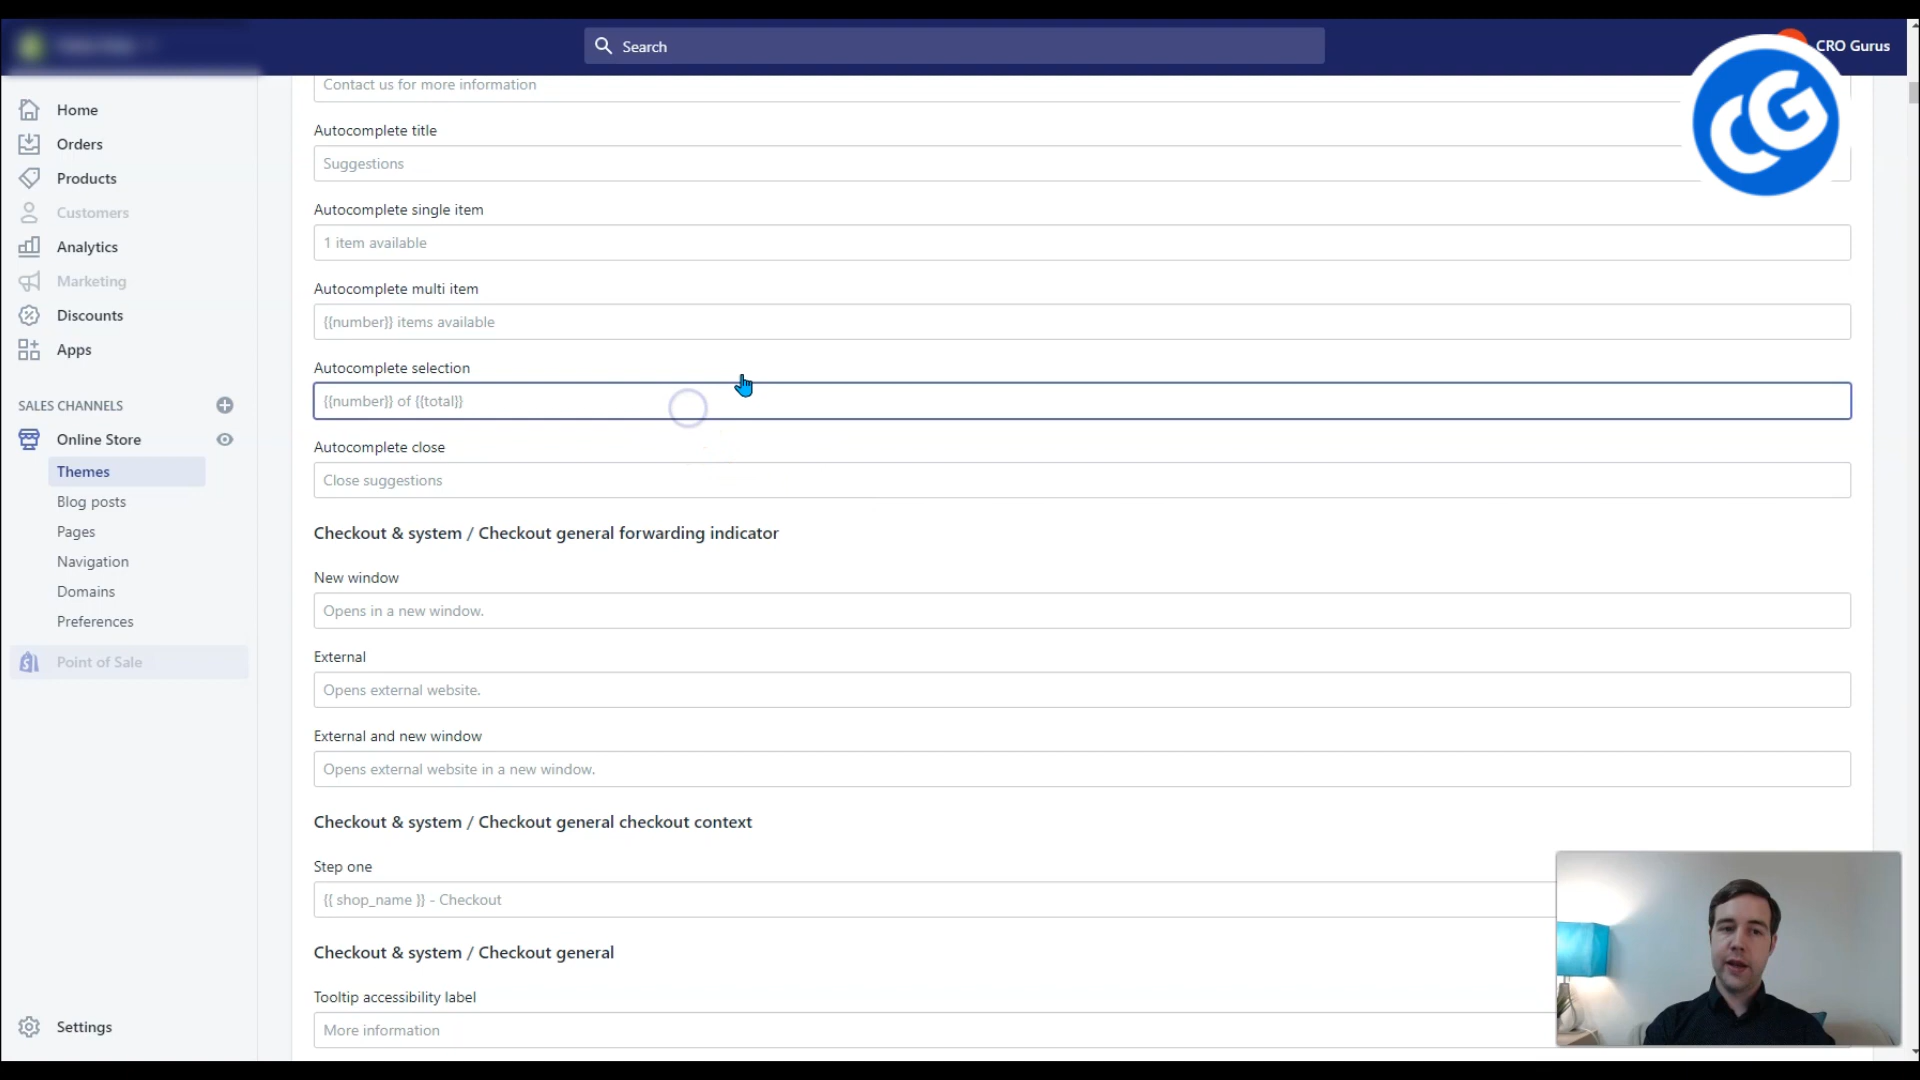 Search
CRO Gurus
CG
Home
Orders
Products
Customers
Analytics
Marketing
Discounts
Apps
SALES CHANNELS
Online Store
Themes
Blog posts
Pages
Navigation
Domains
Preferences
Point of Sale
Settings
Contact us for more information
Autocomplete title
Suggestions
Autocomplete single item
1 item available
Autocomplete multi item
{{number}} items available
Autocomplete selection
{{number}} of {{total}}
Autocomplete close
Close suggestions
Checkout & system / Checkout general forwarding indicator
New window
Opens in a new window.
External
Opens external website.
External and new window
Opens external website in a new window.
Checkout & system / Checkout general checkout context
Step one
{{ shop_name }} - Checkout
Checkout & system / Checkout general
Tooltip accessibility label
More information